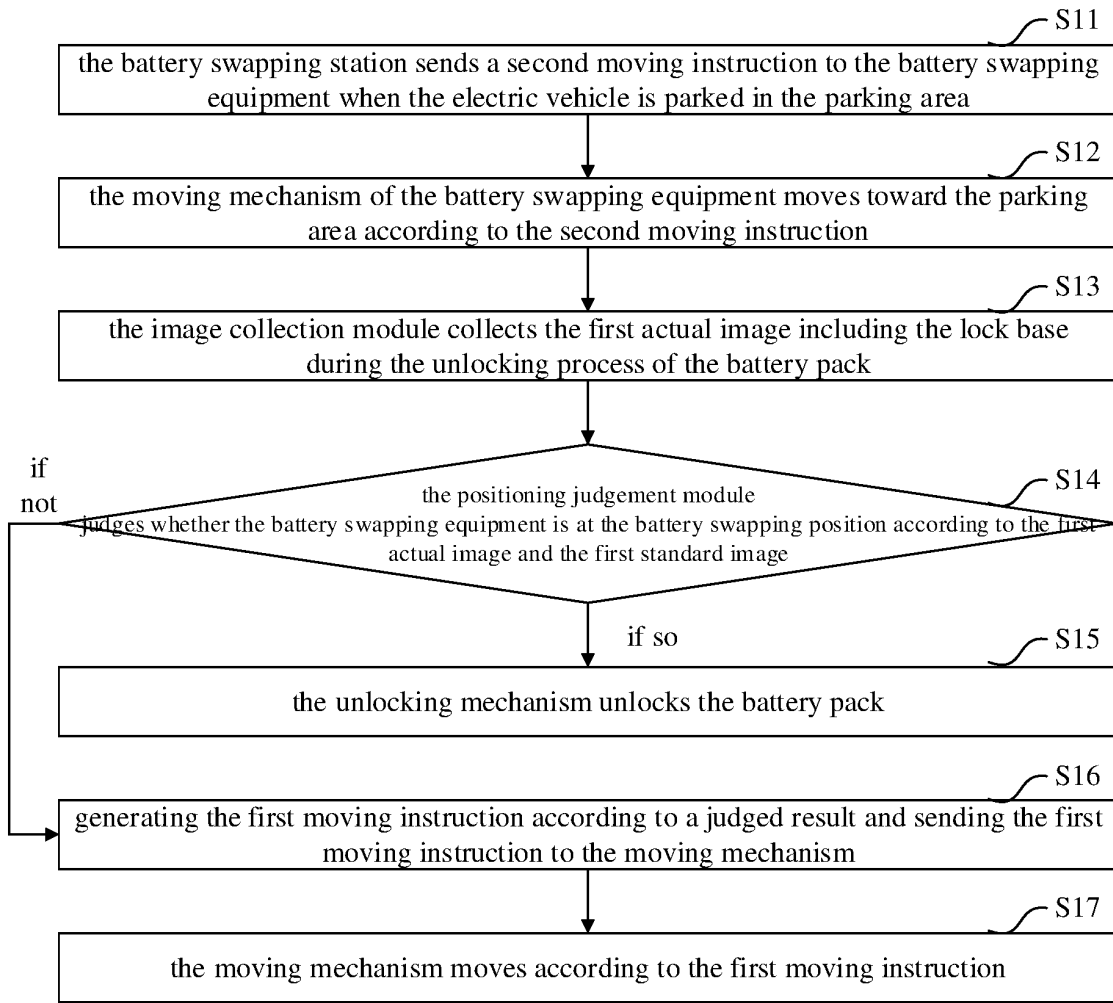 S11
the battery swapping station sends a second moving instruction to the battery swapping
equipment when the electric vehicle is parked in the parking area
S12
the moving mechanism of the battery swapping equipment moves toward the parking
area according to the second moving instruction
S13
the image collection module collects the first actual image including the lock base
during the unlocking process of the battery pack
if
not
S14
the positioning judgement module
judges whether the battery swapping equipment is at the battery swapping position according to the first
actual image and the first standard image
if so
S15
the unlocking mechanism unlocks the battery pack
S16
generating the first moving instruction according to a judged result and sending the first
moving instruction to the moving mechanism
S17
the moving mechanism moves according to the first moving instruction